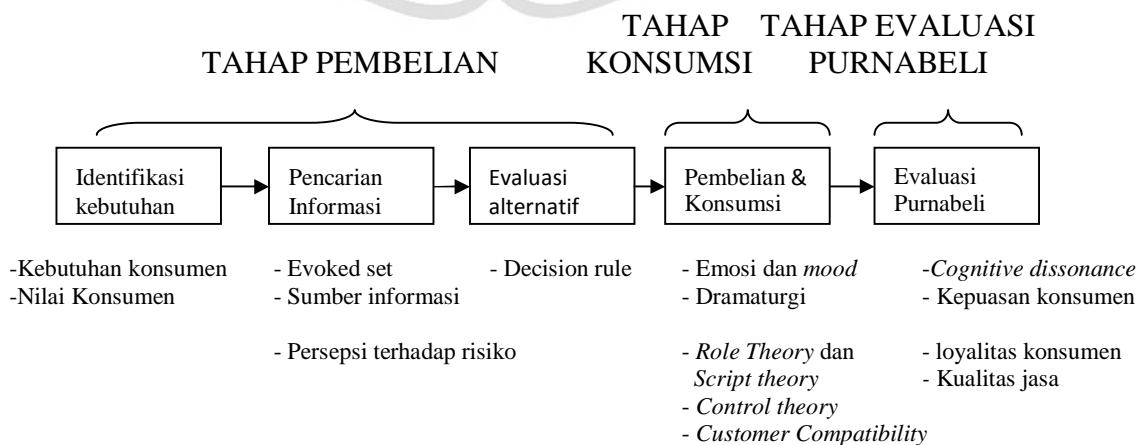 TAHAP PEMBELIAN
TAHAP
KONSUMSI
TAHAP EVALUASI
PURNABELI
Identifikasi
kebutuhan
Pencarian
Informasi
Evaluasi
alternatif
Pembelian &
Konsumsi
Evaluasi
Purnabeli
-Kebutuhan konsumen
-Nilai Konsumen
- Evoked set
- Sumber informasi
- Persepsi terhadap risiko
- Decision rule
- Emosi dan mood
- Dramaturgi
- Role Theory dan
Script theory
- Control theory
- Customer Compatibility
-Cognitive dissonance
- Kepuasan konsumen
- loyalitas konsumen
- Kualitas jasa